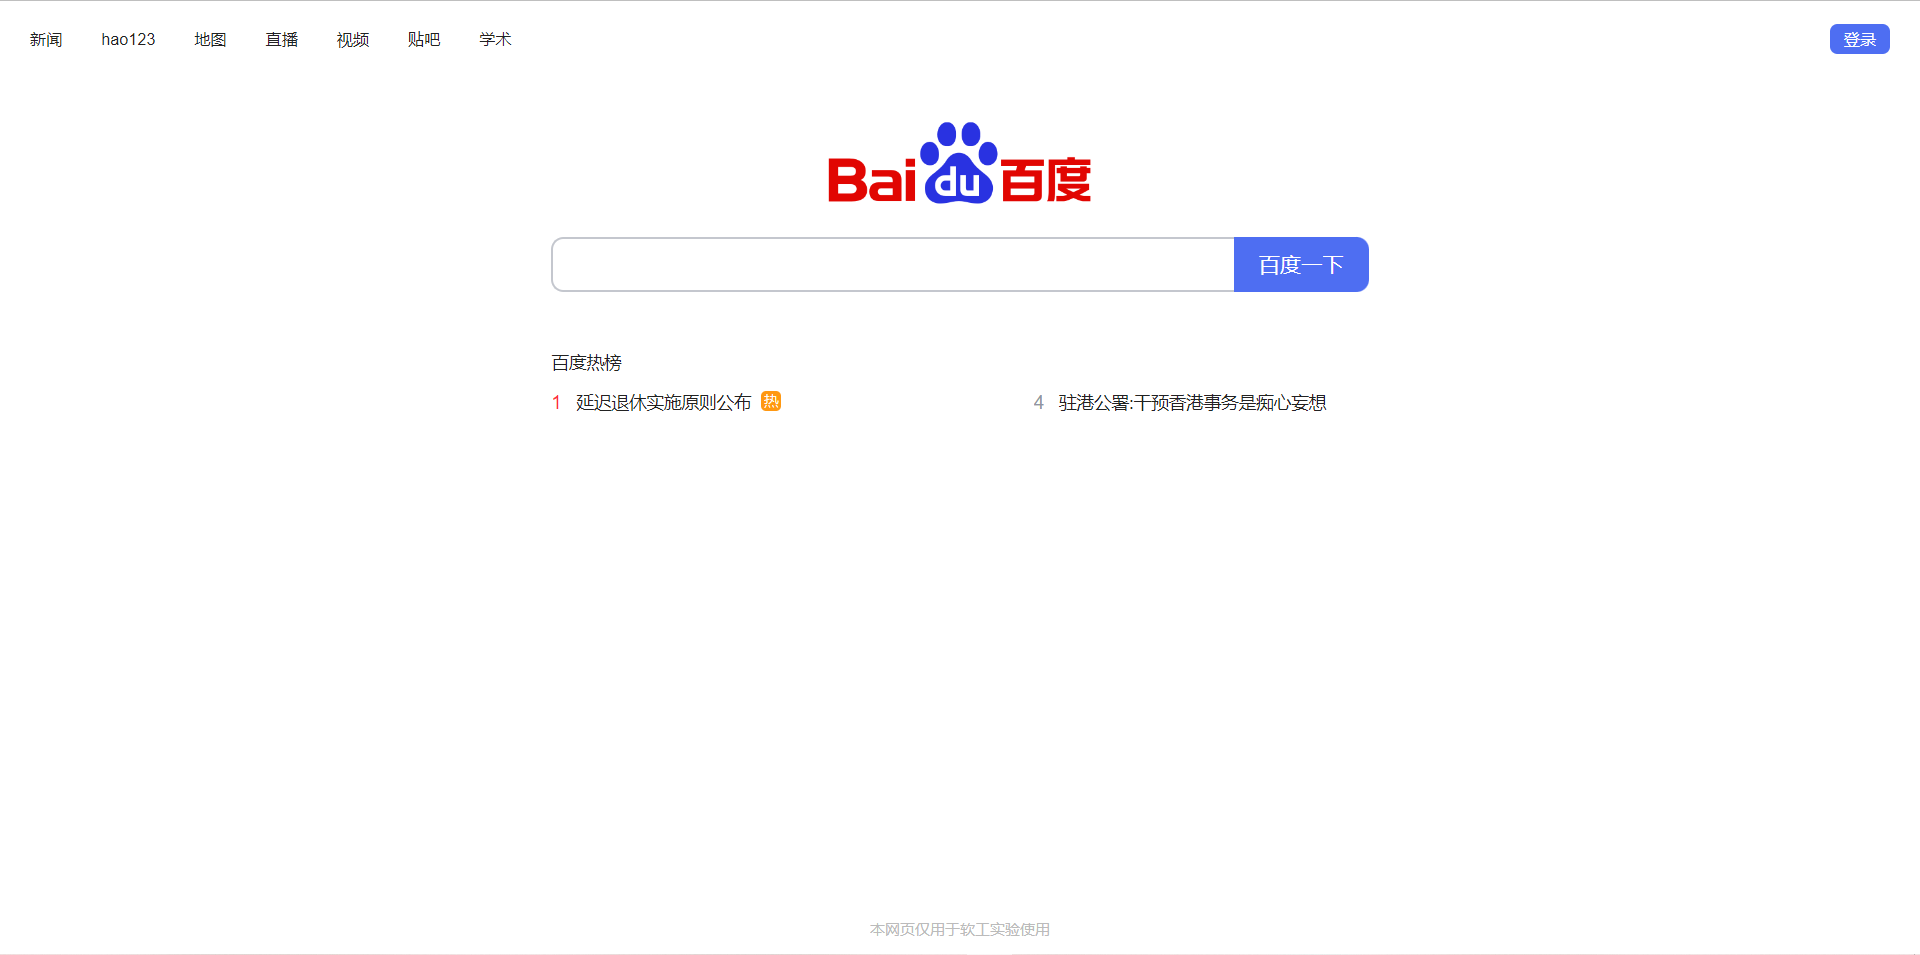 新闻 hao123 地图 直播 视频 贴吧 学术 登录
Bai du 百度
百度一下
百度热榜
1 延迟退休实施原则公布 热
4 驻港公署:干预香港事务是痴心妄想
本网页仅用于软工实验使用